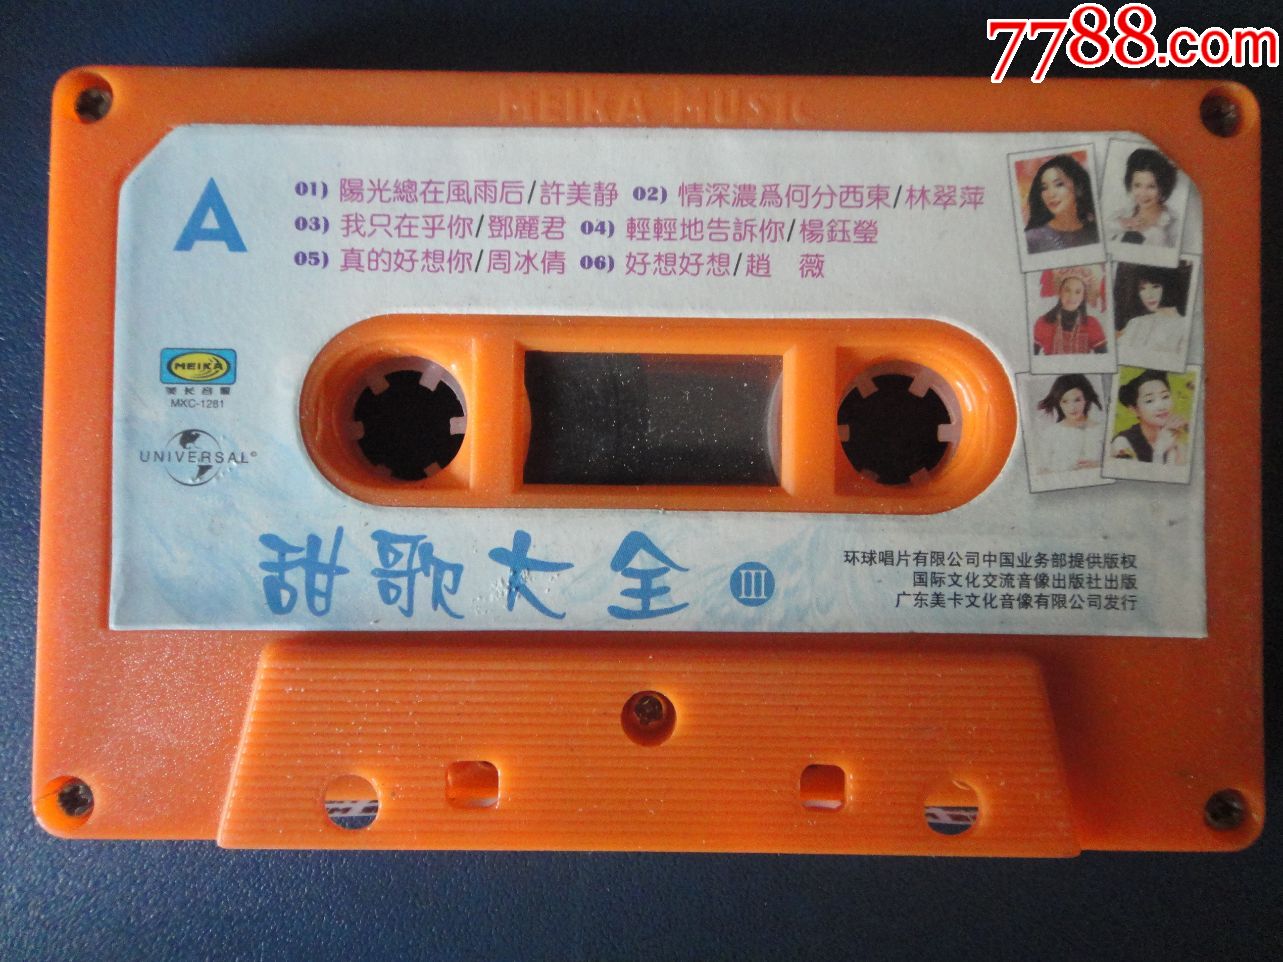 7788.com
MEIKA MUSIC
A
01) 陽光總在風雨后/許美静 02) 情深濃爲何分西東/林翠萍
03) 我只在乎你/鄧麗君 04) 輕輕地告訴你/楊鈺瑩
05) 真的好想你/周冰倩 06) 好想好想/趙 薇
MEIKA
美卡音像
MXC-1281
UNIVERSAL
甜歌大全 III
环球唱片有限公司中国业务部提供版权
国际文化交流音像出版社出版
广东美卡文化音像有限公司发行